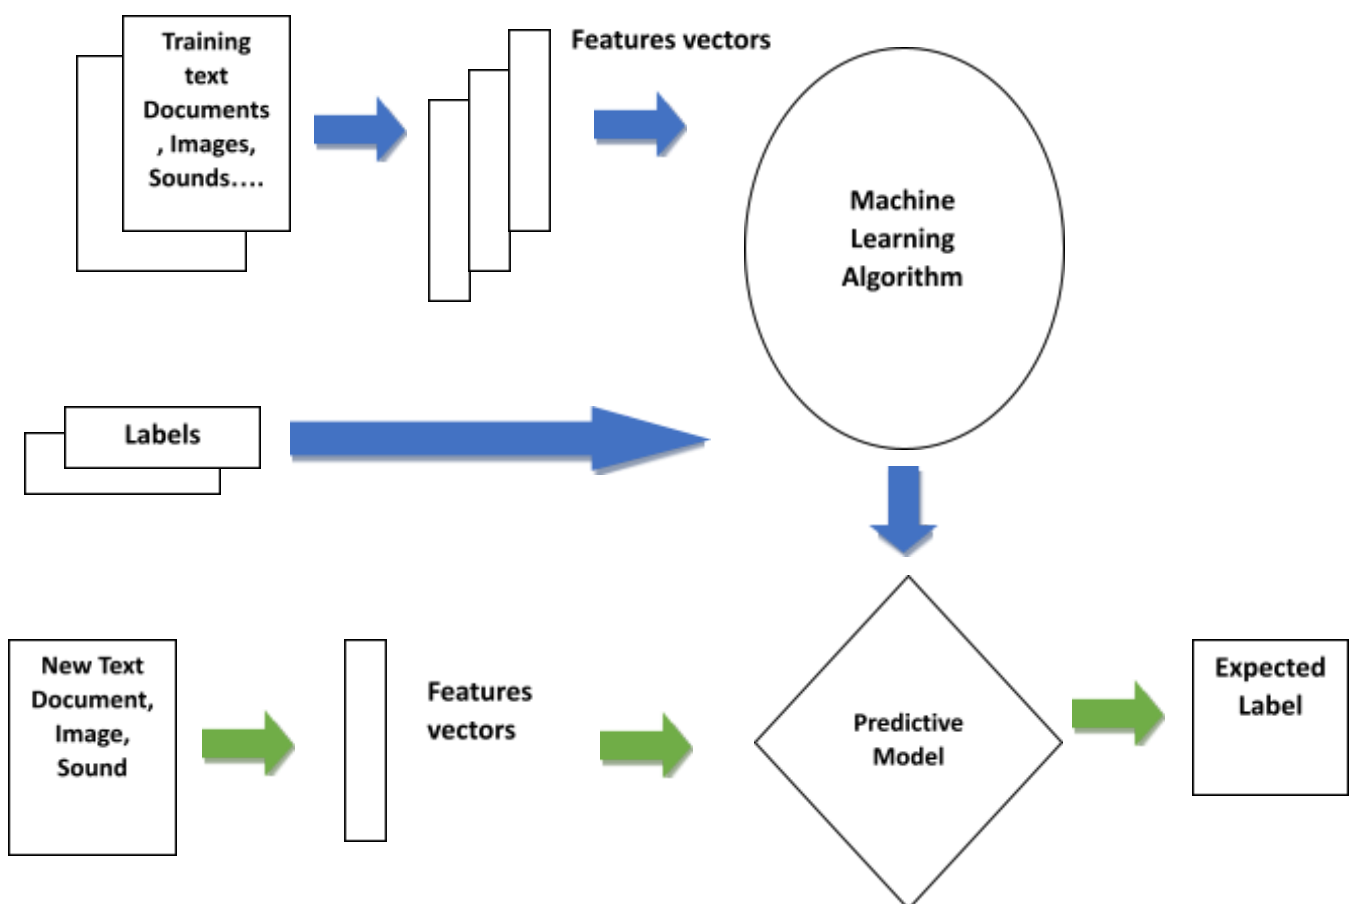 Training
text
Documents
, Images,
Sounds....
Features vectors
Machine
Learning
Algorithm
Labels
New Text
Document,
Image,
Sound
Features
vectors
Predictive
Model
Expected
Label